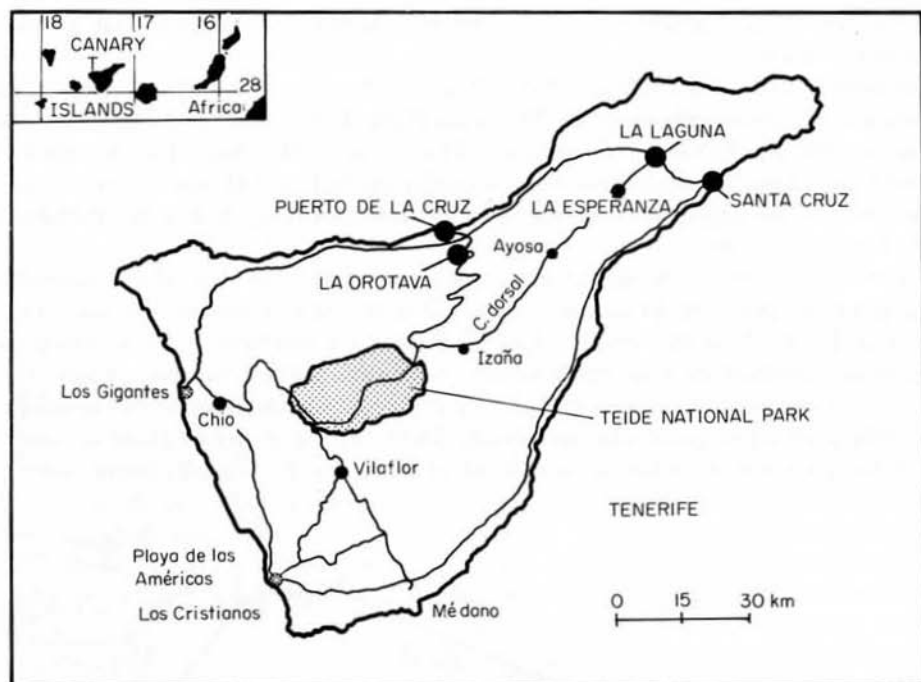 18
17
16
CANARY
28
ISLANDS
Africa
LA LAGUNA
LA ESPERANZA
SANTA CRUZ
PUERTO DE LA CRUZ
Ayosa
LA OROTAVA
C. dorsal
Izaña
Los Gigantes
Chio
TEIDE NATIONAL PARK
Vilaflor
TENERIFE
Playa de las
Américas
Los Cristianos
Médano
0 15 30 km